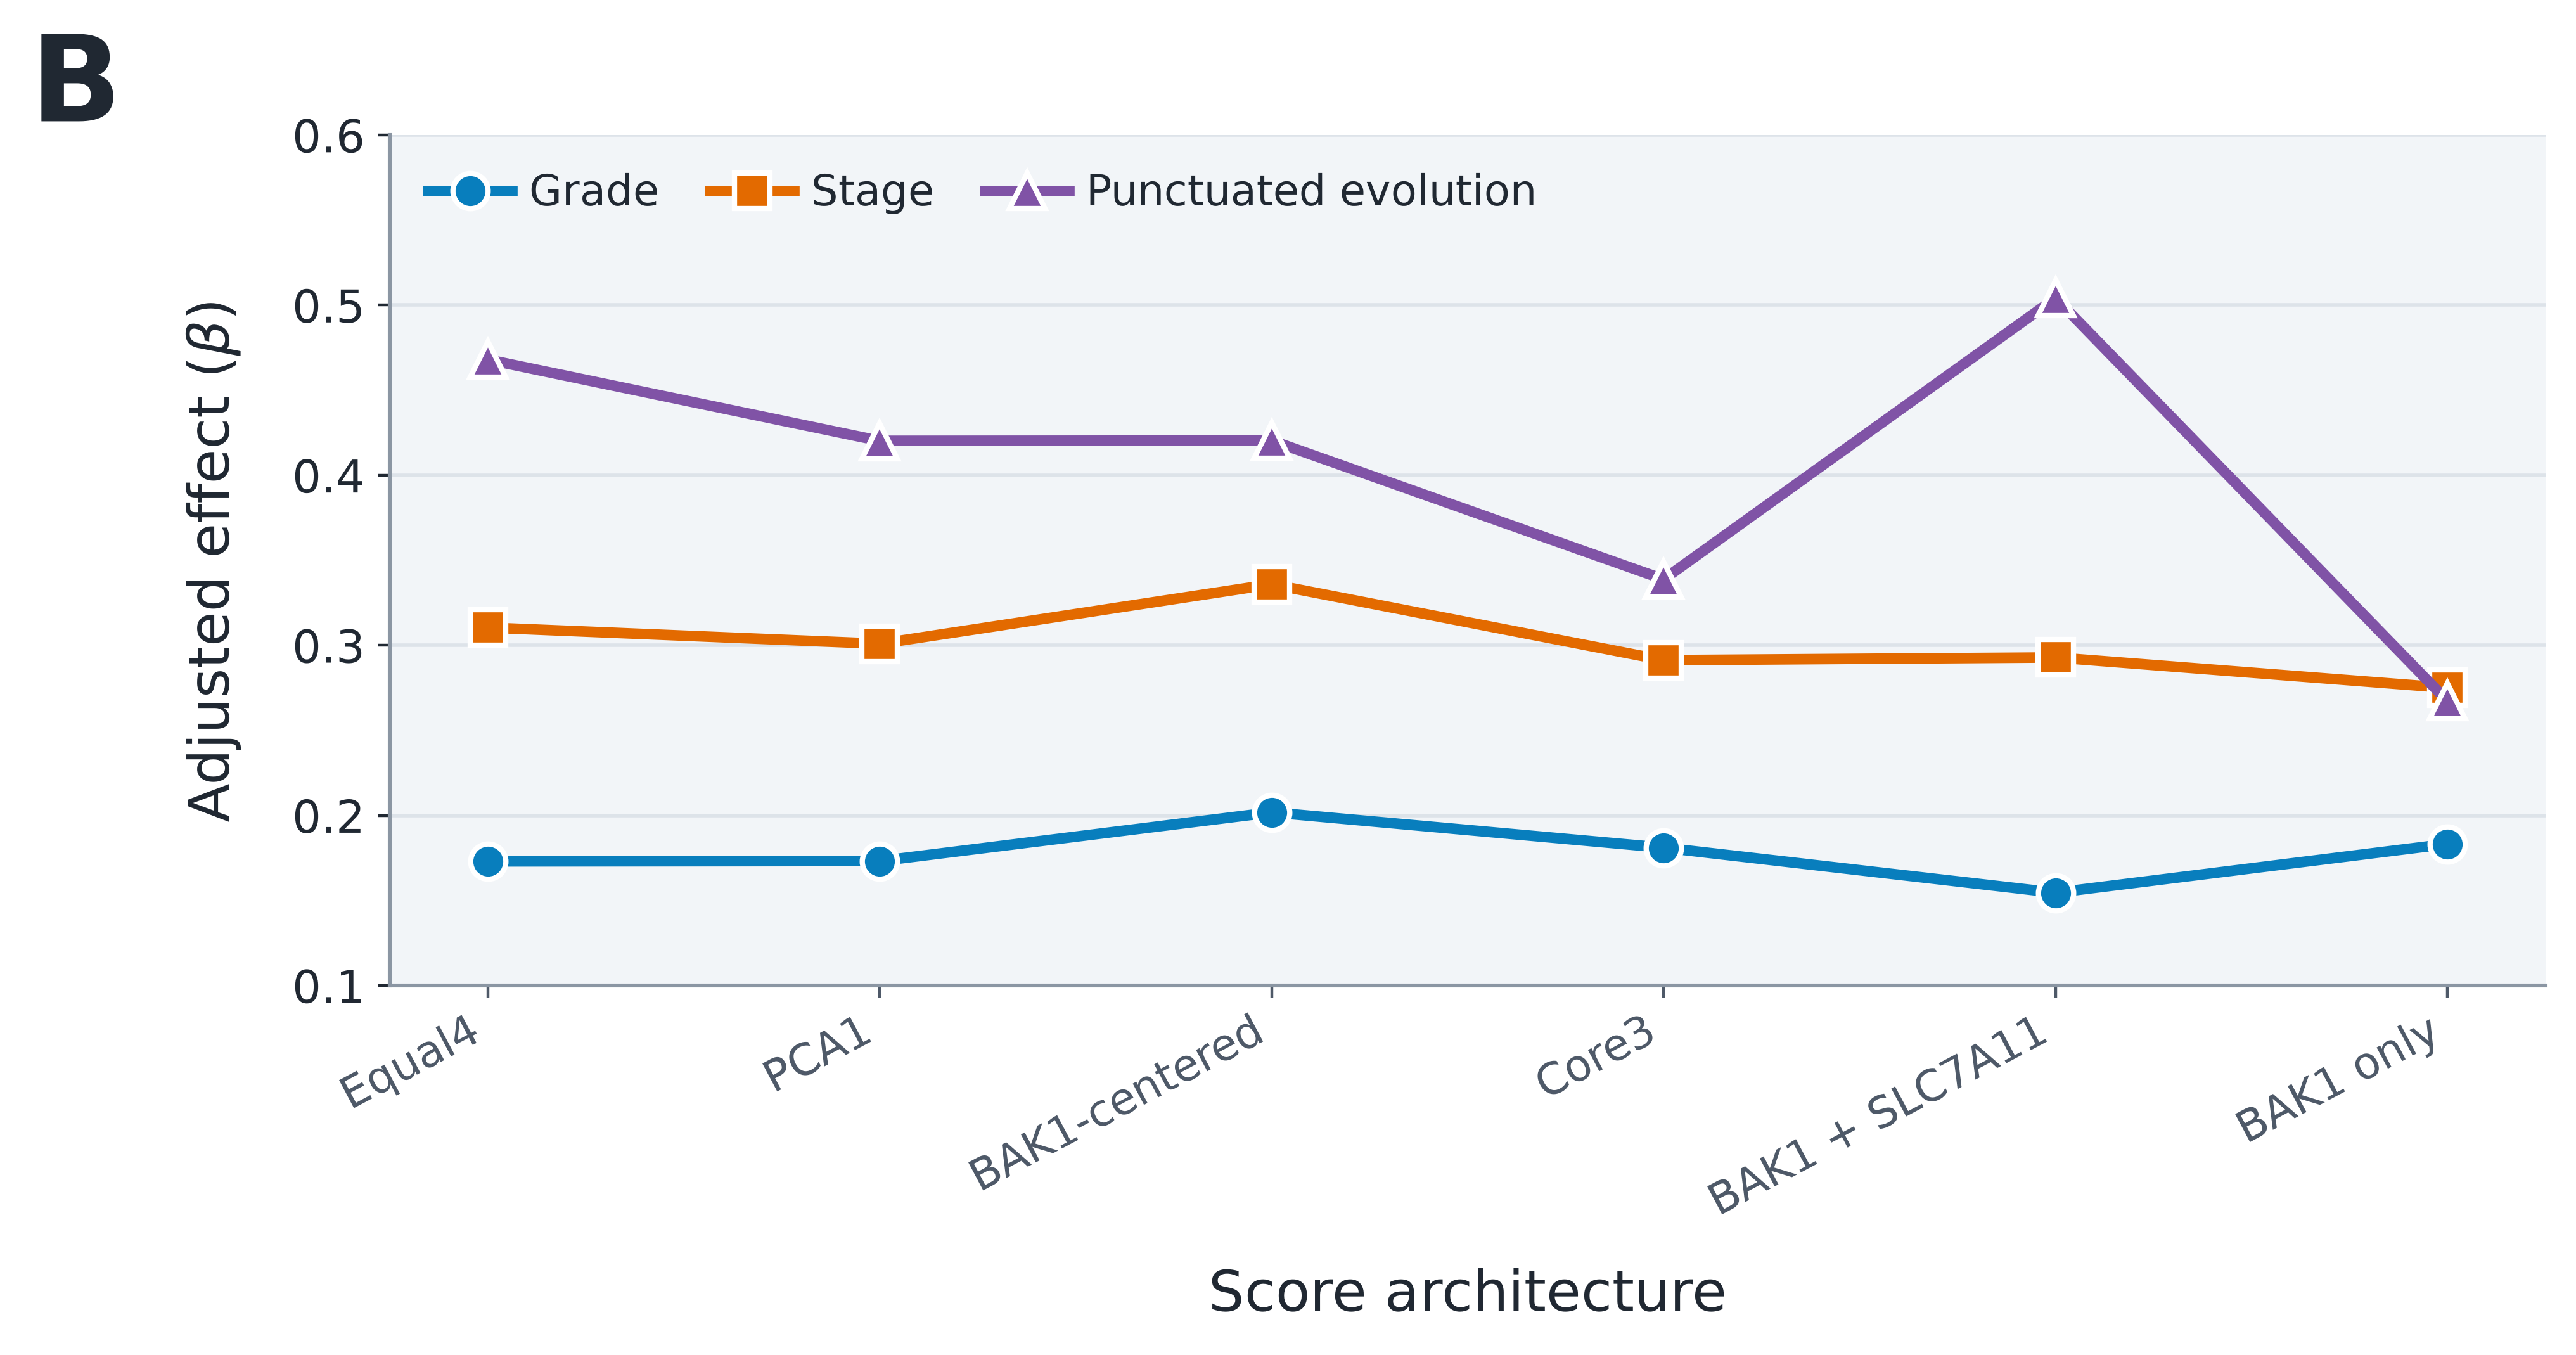 B
0.6
Grade Stage Punctuated evolution
0.5
0.4
0.3
0.2
0.1
Adjusted effect (β)
Equal4
PCA1
BAK1-centered
Core3
BAK1 + SLC7A11
BAK1 only
Score architecture